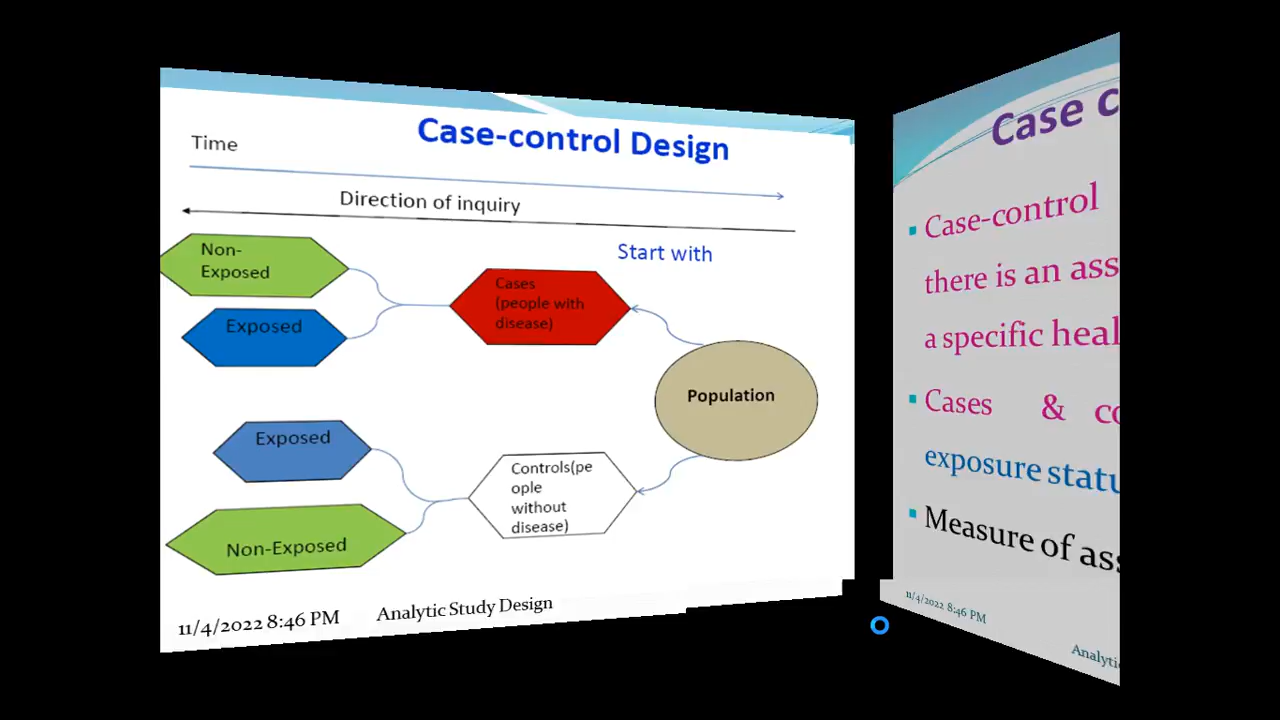 Case-control Design
Time
Direction of inquiry
Start with
Non-
Exposed
Exposed
Cases
(people with
disease)
Population
Exposed
Controls(pe
ople
without
disease)
Non-Exposed
11/4/2022 8:46 PM
Analytic Study Design
Case c
Case-control
there is an ass
a specific heal
Cases & co
exposure statu
Measure of ass
11/4/2022 8:46 PM
Analyti